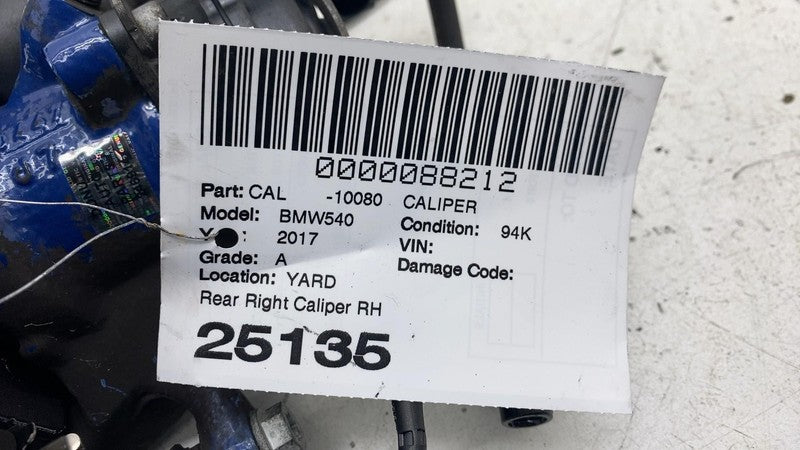 0000088212
Part: CAL -10080 CALIPER
Model: BMW540 Condition: 94K
Y : 2017 VIN:
Grade: A Damage Code:
Location: YARD
Rear Right Caliper RH
25135